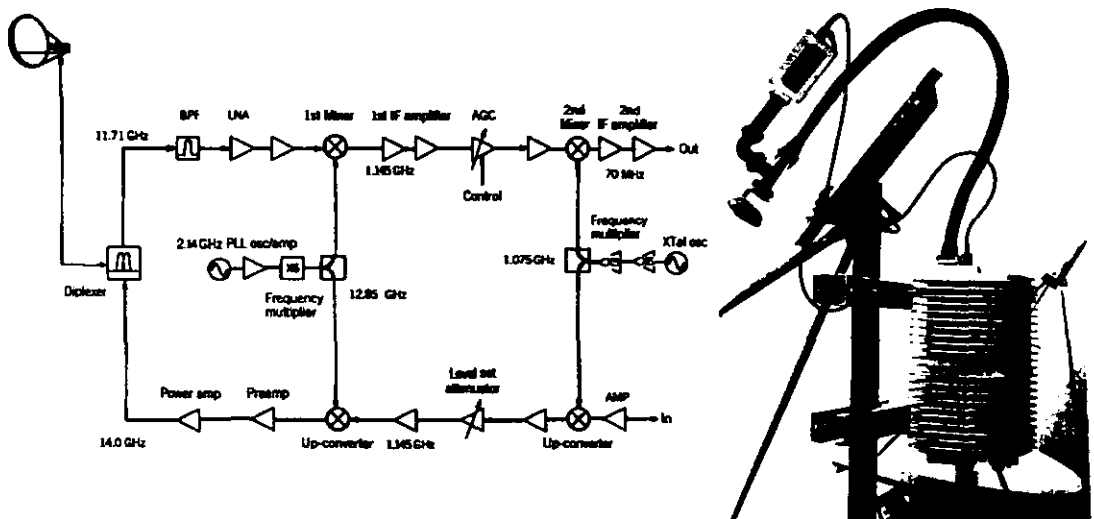 BPF
LNA
1st Mixer
1st IF amplifier
AGC
2nd
Mixer
2nd
IF amplifier
11.71 GHz
1.145 GHz
Control
70 MHz
Out
2.14 GHz PLL osc/amp
X6
Frequency
multiplier
12.85 GHz
Frequency
multiplier
XTal osc
1.075 GHz
Diplexer
Power amp
Preamp
Level set
attenuator
AMP
In
14.0 GHz
Up-converter
1.145 GHz
Up-converter